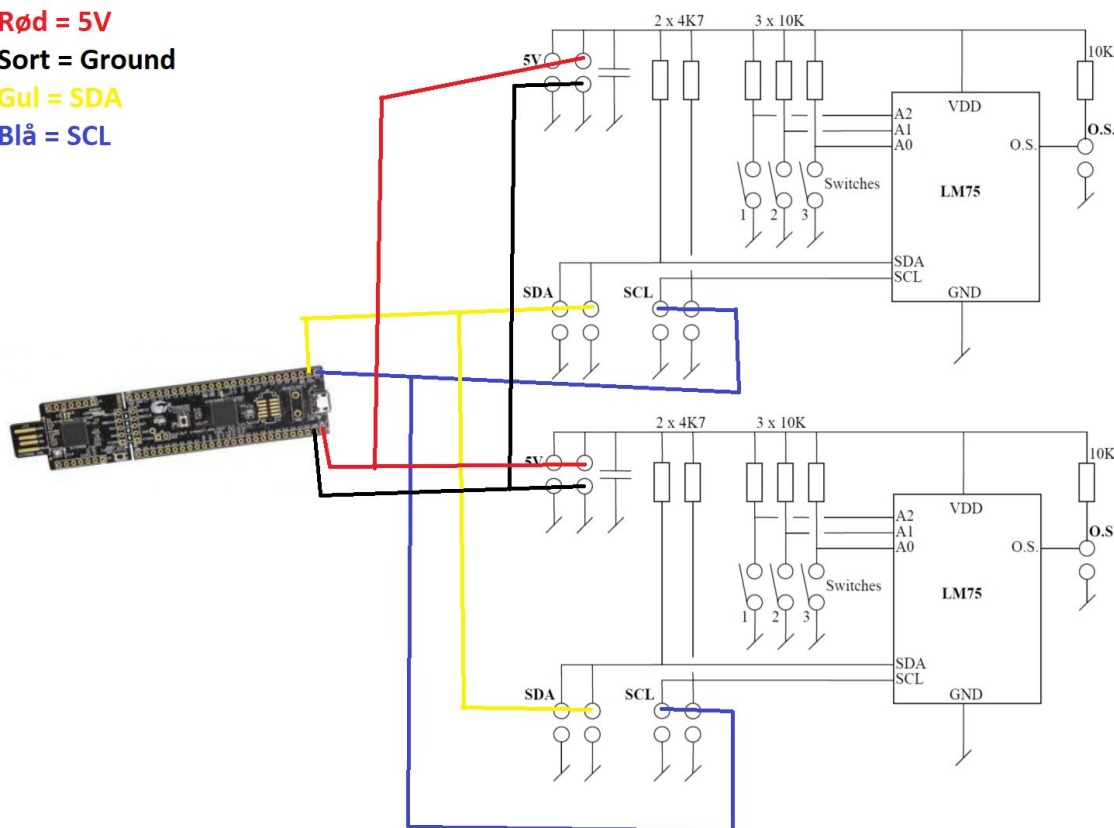 Rød = 5V
Sort = Ground
Gul = SDA
Blå = SCL
2 x 4K7
3 x 10K
10K
5V
VDD
A2
A1
A0
O.S.
O.S.
Switches
LM75
1 2 3
SDA
SCL
GND
SDA
SCL
2 x 4K7
3 x 10K
10K
5V
VDD
A2
A1
A0
O.S.
O.S
Switches
LM75
1 2 3
SDA
SCL
GND
SDA
SCL